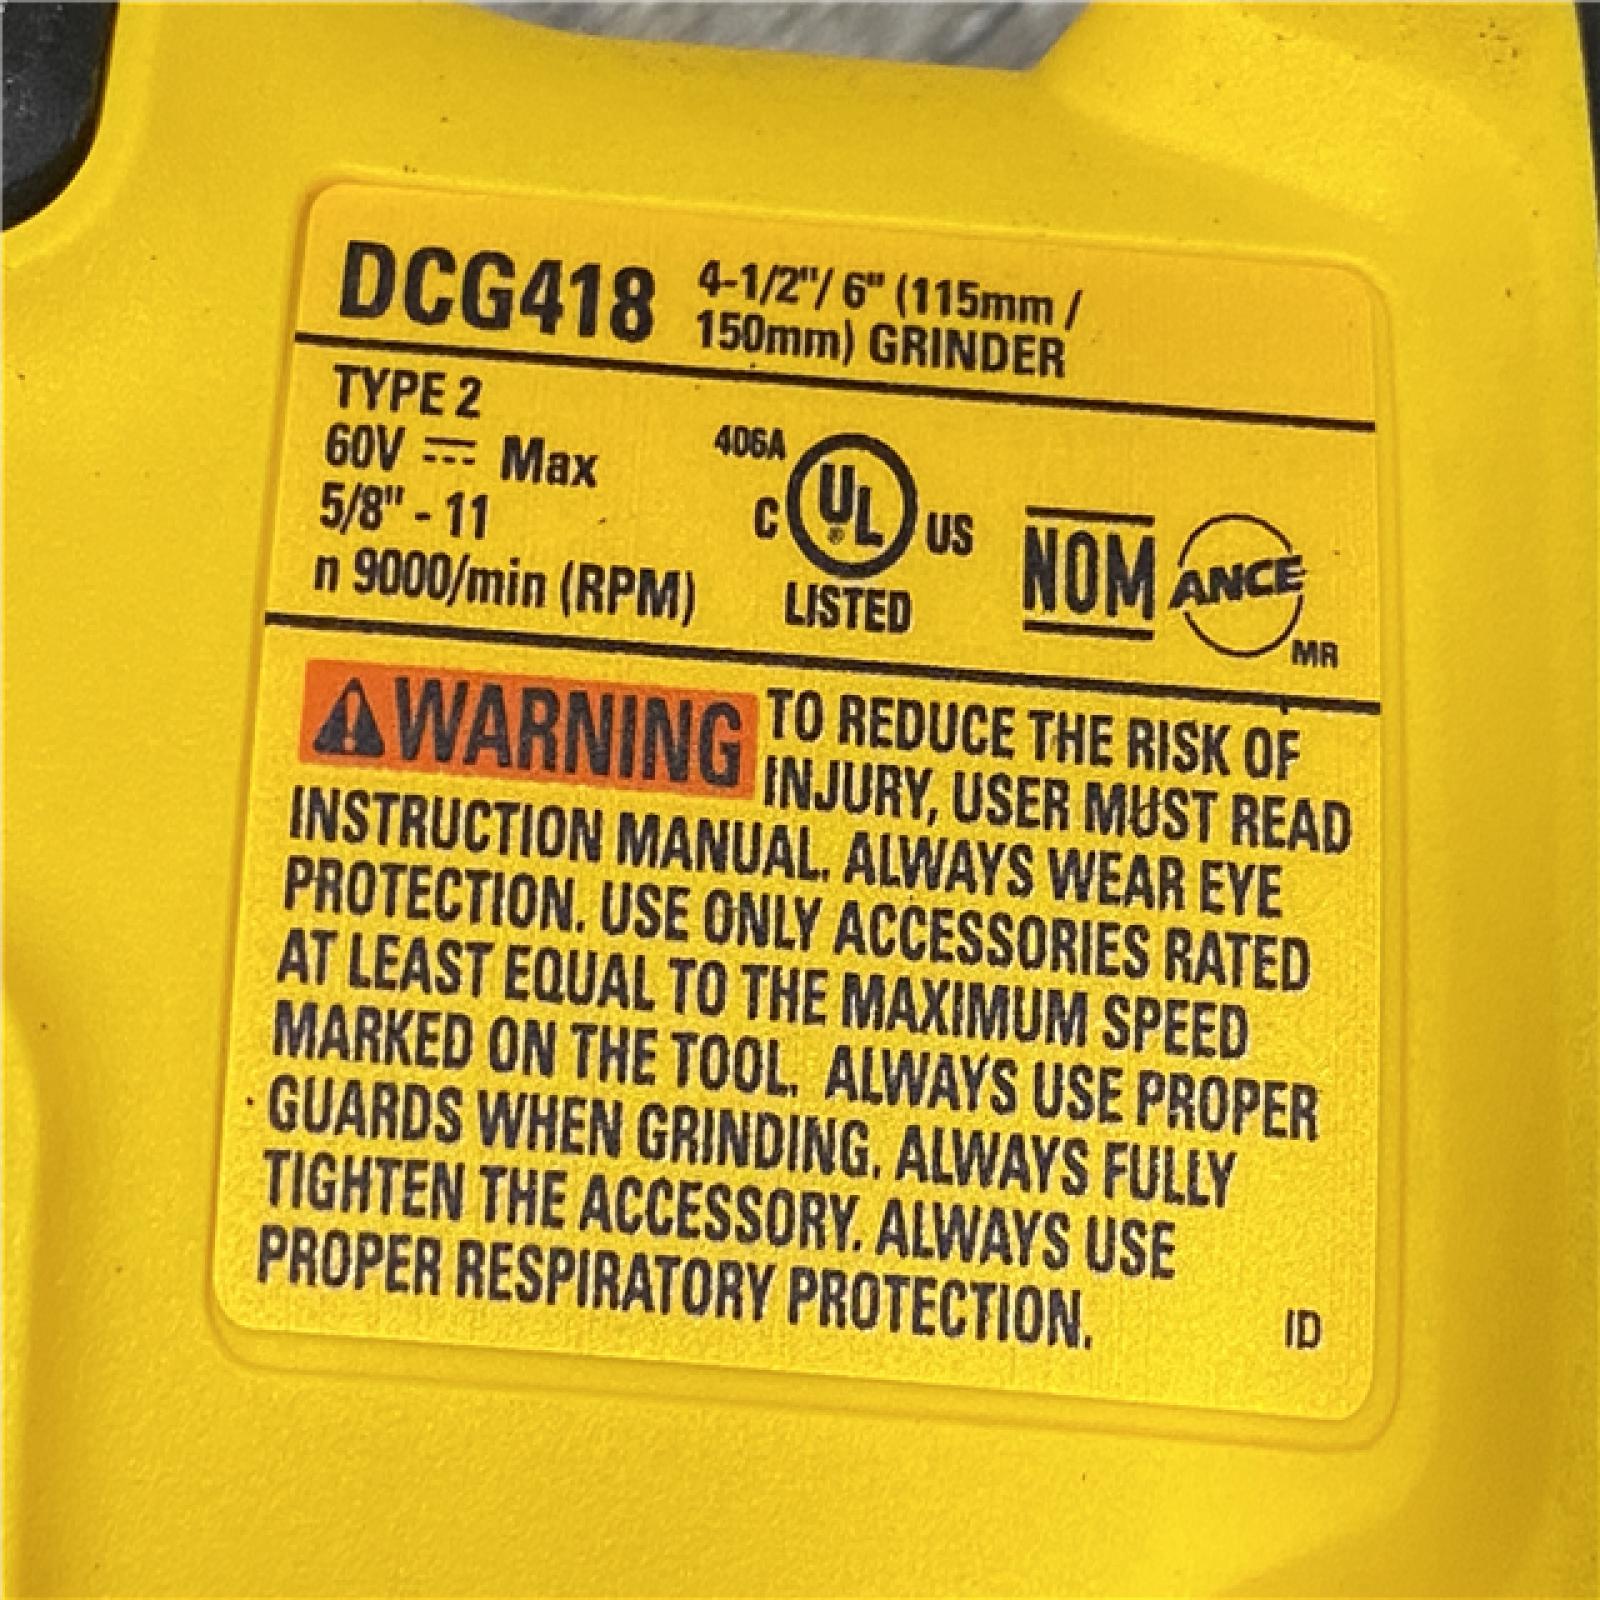 DCG418 4-1/2"/ 6" (115mm /
150mm) GRINDER
TYPE 2
60V ⎓ Max
5/8" - 11
n 9000/min (RPM)
406A
C UL® US
LISTED
NOM ANCE
MR
⚠WARNING TO REDUCE THE RISK OF
INJURY, USER MUST READ
INSTRUCTION MANUAL. ALWAYS WEAR EYE
PROTECTION. USE ONLY ACCESSORIES RATED
AT LEAST EQUAL TO THE MAXIMUM SPEED
MARKED ON THE TOOL. ALWAYS USE PROPER
GUARDS WHEN GRINDING. ALWAYS FULLY
TIGHTEN THE ACCESSORY. ALWAYS USE
PROPER RESPIRATORY PROTECTION.
ID